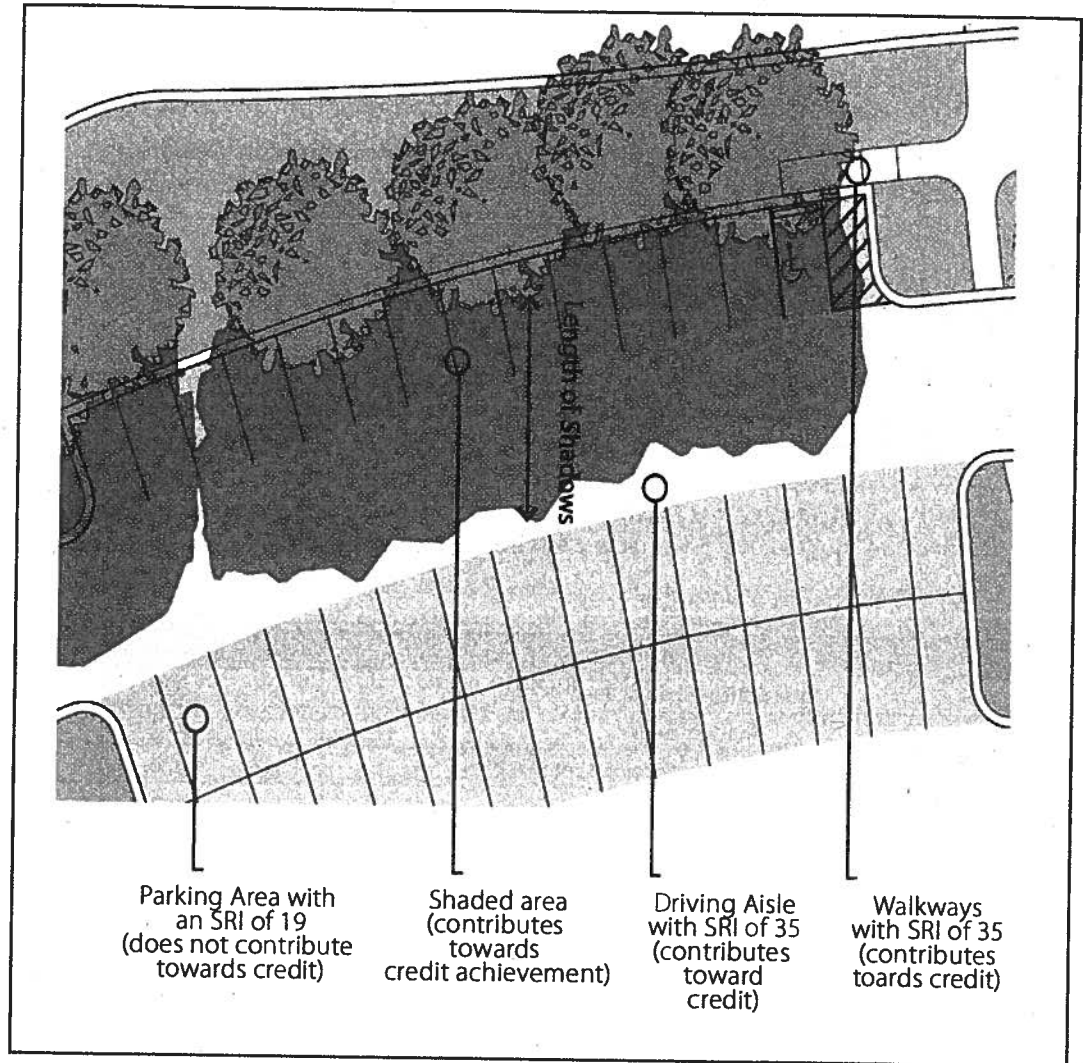 Length of Shadows
Parking Area with
an SRI of 19
(does not contribute
towards credit)
Shaded area
(contributes
towards
credit achievement)
Driving Aisle
with SRI of 35
(contributes
toward
credit)
Walkways
with SRI of 35
(contributes
toards credit)